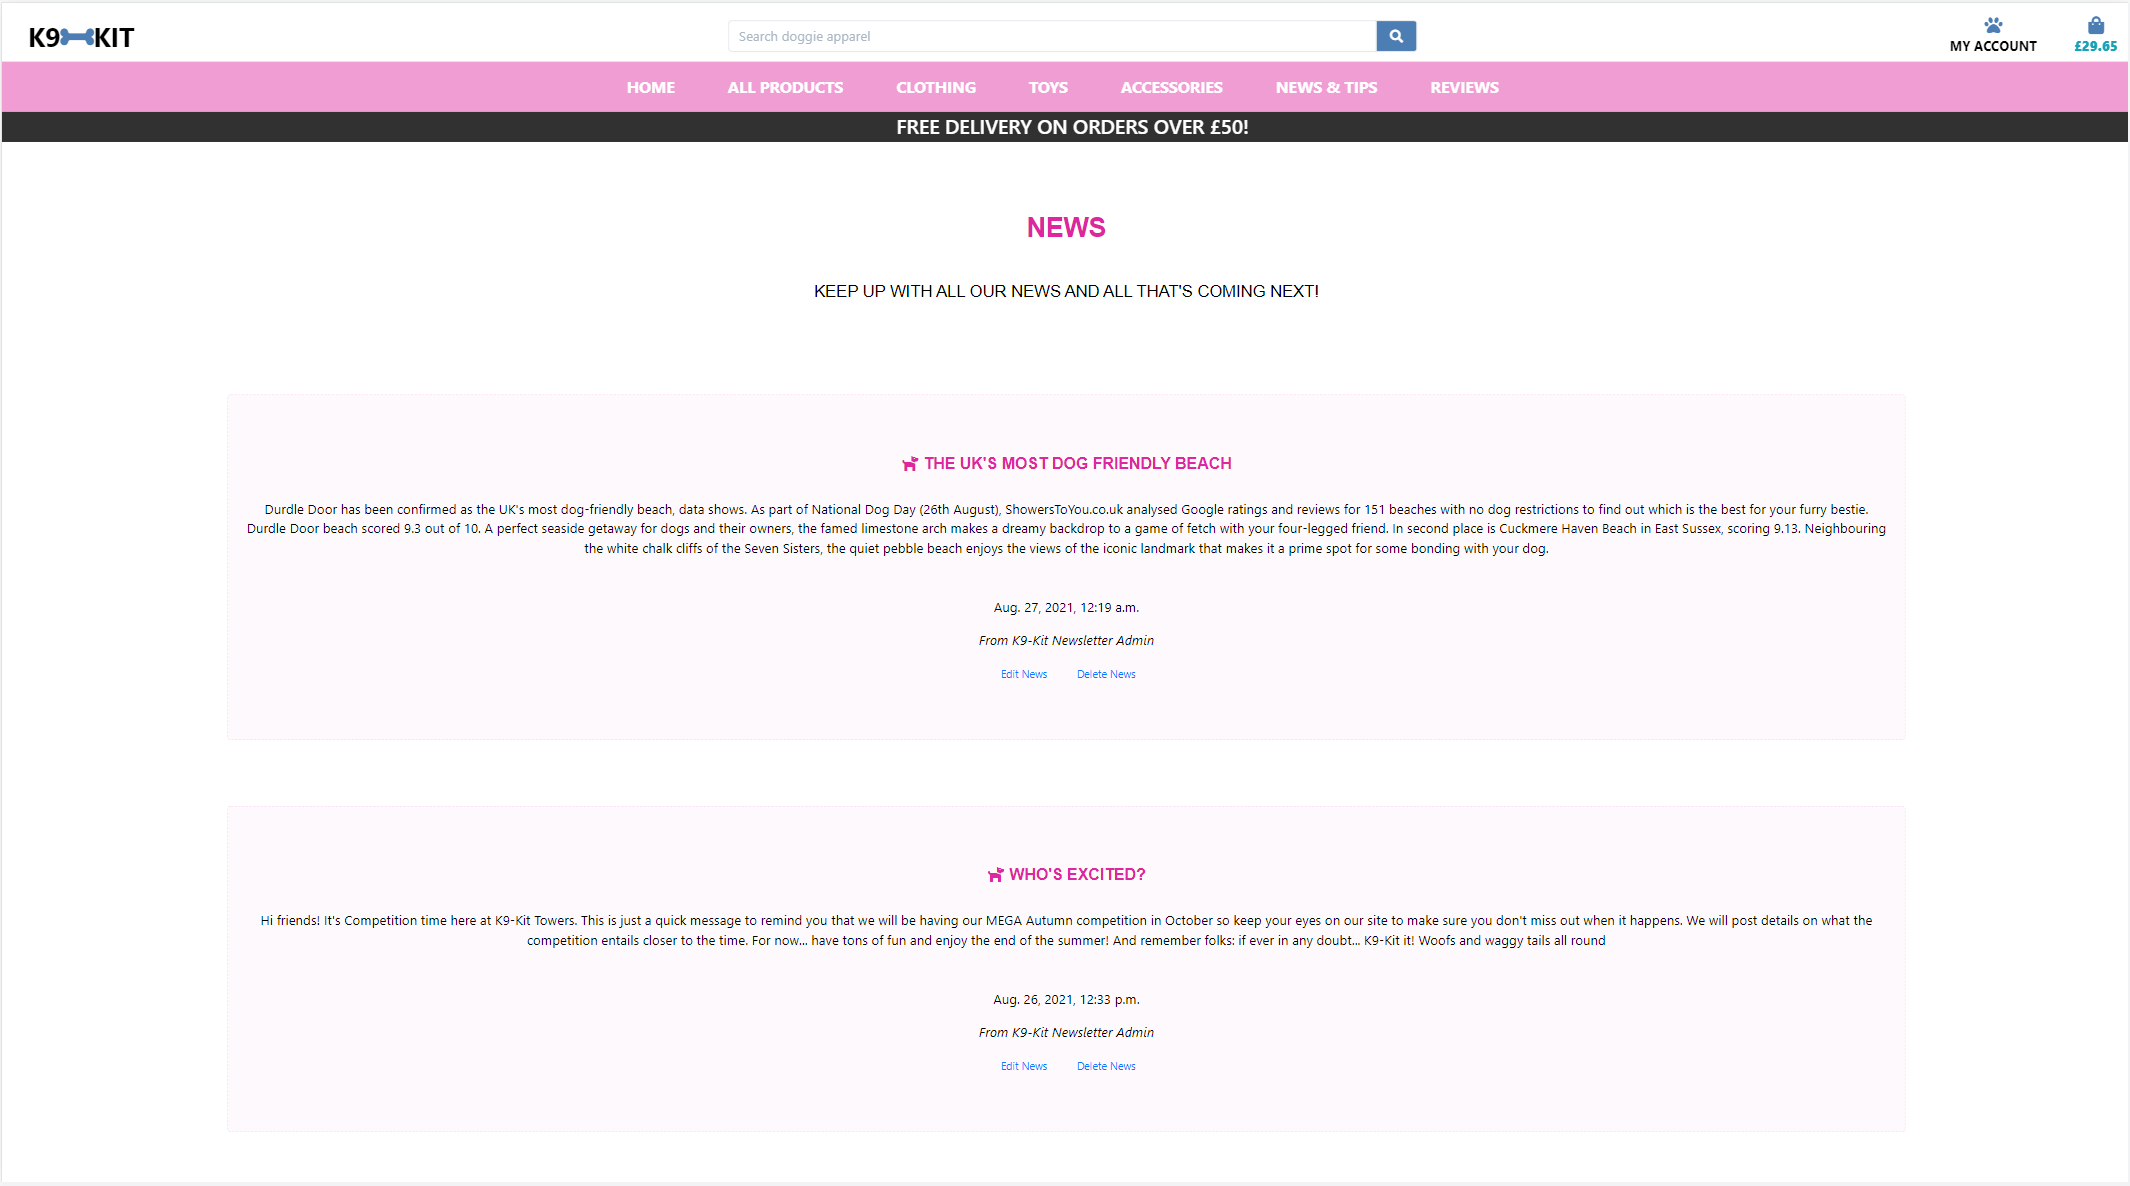 K9 KIT
Search doggie apparel
MY ACCOUNT
£29.65
HOME ALL PRODUCTS CLOTHING TOYS ACCESSORIES NEWS & TIPS REVIEWS
FREE DELIVERY ON ORDERS OVER £50!
NEWS
KEEP UP WITH ALL OUR NEWS AND ALL THAT'S COMING NEXT!
THE UK'S MOST DOG FRIENDLY BEACH
Durdle Door has been confirmed as the UK's most dog-friendly beach, data shows. As part of National Dog Day (26th August), ShowersToYou.co.uk analysed Google ratings and reviews for 151 beaches with no dog restrictions to find out which is the best for your furry bestie.
Durdle Door beach scored 9.3 out of 10. A perfect seaside getaway for dogs and their owners, the famed limestone arch makes a dreamy backdrop to a game of fetch with your four-legged friend. In second place is Cuckmere Haven Beach in East Sussex, scoring 9.13. Neighbouring
the white chalk cliffs of the Seven Sisters, the quiet pebble beach enjoys the views of the iconic landmark that makes it a prime spot for some bonding with your dog.
Aug. 27, 2021, 12:19 a.m.
From K9-Kit Newsletter Admin
Edit News Delete News
WHO'S EXCITED?
Hi friends! It's Competition time here at K9-Kit Towers. This is just a quick message to remind you that we will be having our MEGA Autumn competition in October so keep your eyes on our site to make sure you don't miss out when it happens. We will post details on what the
competition entails closer to the time. For now... have tons of fun and enjoy the end of the summer! And remember folks: if ever in any doubt... K9-Kit it! Woofs and waggy tails all round
Aug. 26, 2021, 12:33 p.m.
From K9-Kit Newsletter Admin
Edit News Delete News